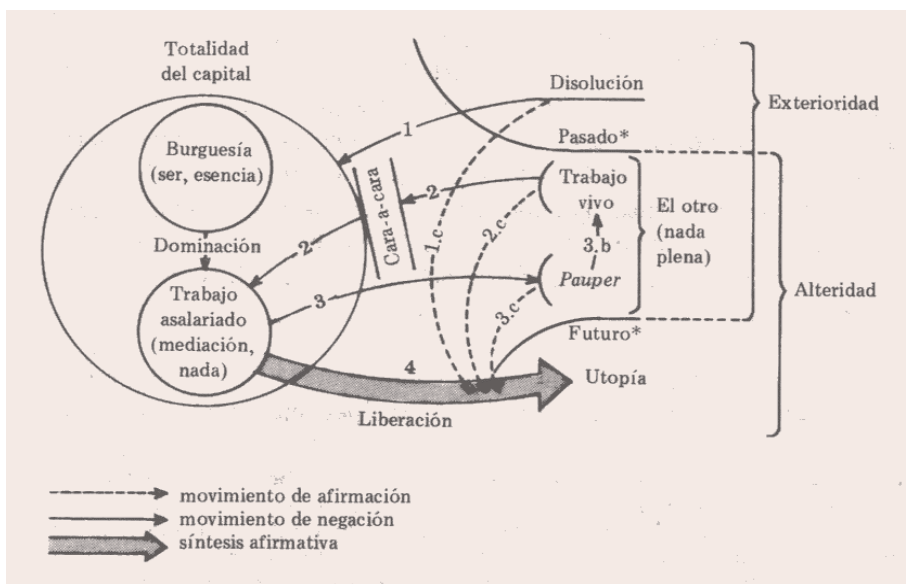 Totalidad
del capital
Disolución
Exterioridad
1
Burguesía
(ser, esencia)
Pasado*
Cara-a-cara
2
Trabajo
vivo
El otro
(nada
plena)
1.c
2.c
3.b
Dominación
2'
Alteridad
Trabajo
asalariado
(mediación,
nada)
3
Pauper
3.c
Futuro*
4
Utopía
Liberación
movimiento de afirmación
movimiento de negación
síntesis afirmativa